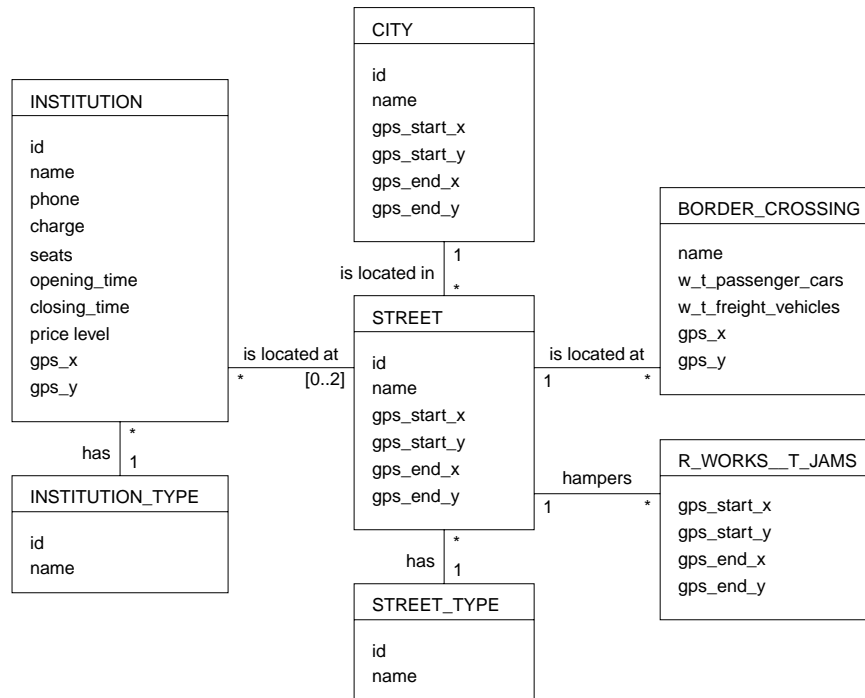 CITY
id
name
gps_start_x
gps_start_y
gps_end_x
gps_end_y
INSTITUTION
id
name
phone
charge
seats
opening_time
closing_time
price level
gps_x
gps_y
BORDER_CROSSING
name
w_t_passenger_cars
w_t_freight_vehicles
gps_x
gps_y
1
is located in
*
STREET
id
name
gps_start_x
gps_start_y
gps_end_x
gps_end_y
is located at
* [0..2]
is located at
1 *
*
has
1
INSTITUTION_TYPE
id
name
hampers
1 *
R_WORKS__T_JAMS
gps_start_x
gps_start_y
gps_end_x
gps_end_y
*
has
1
STREET_TYPE
id
name